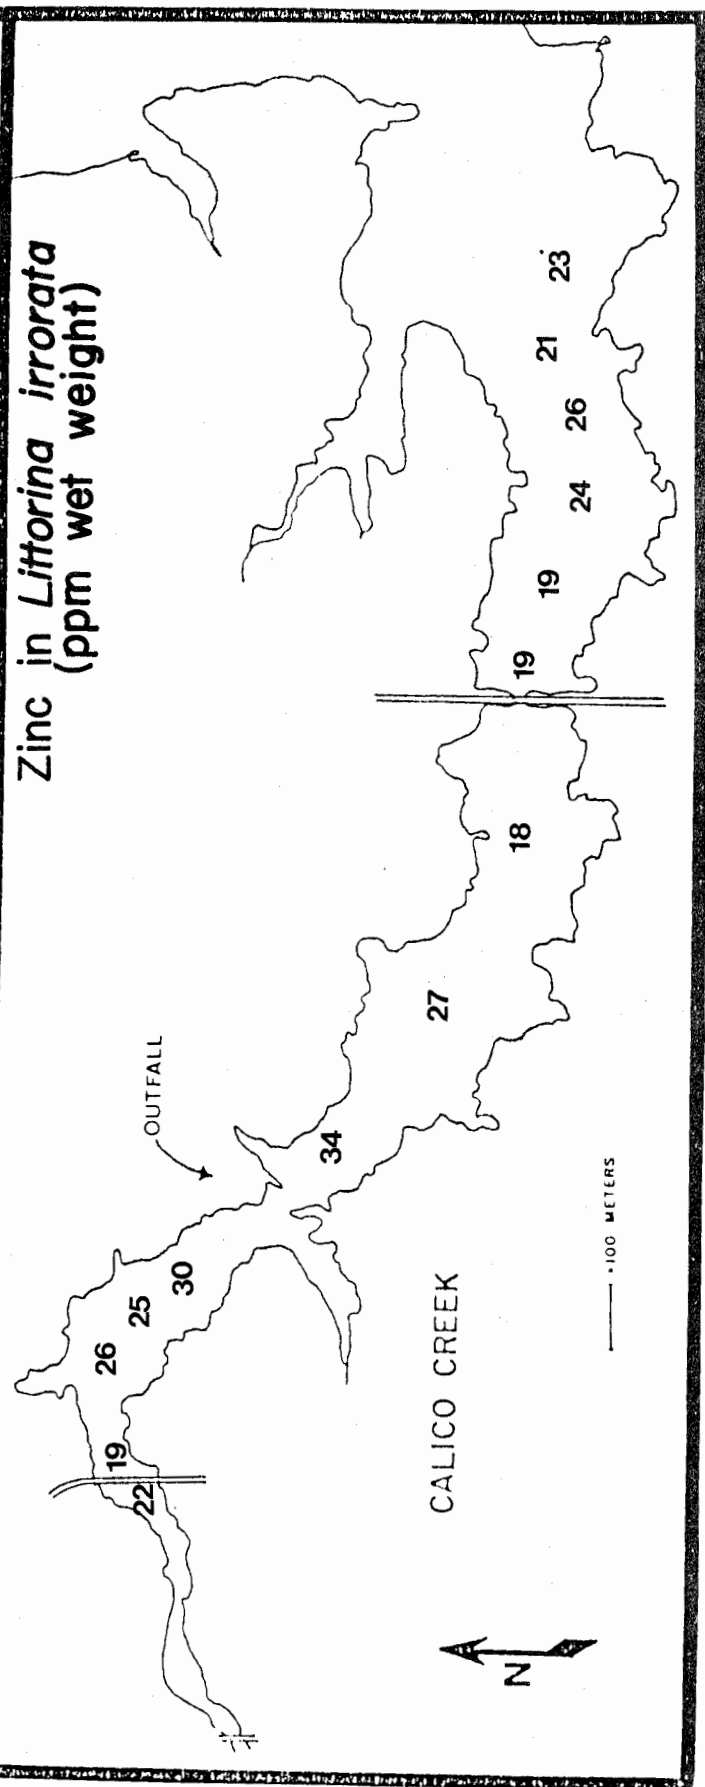 Zinc in Littorina irrorata
(ppm wet weight)
OUTFALL
22
19
26
25
30
34
27
18
19
19
24
26
21
23
CALICO CREEK
•100 METERS
N